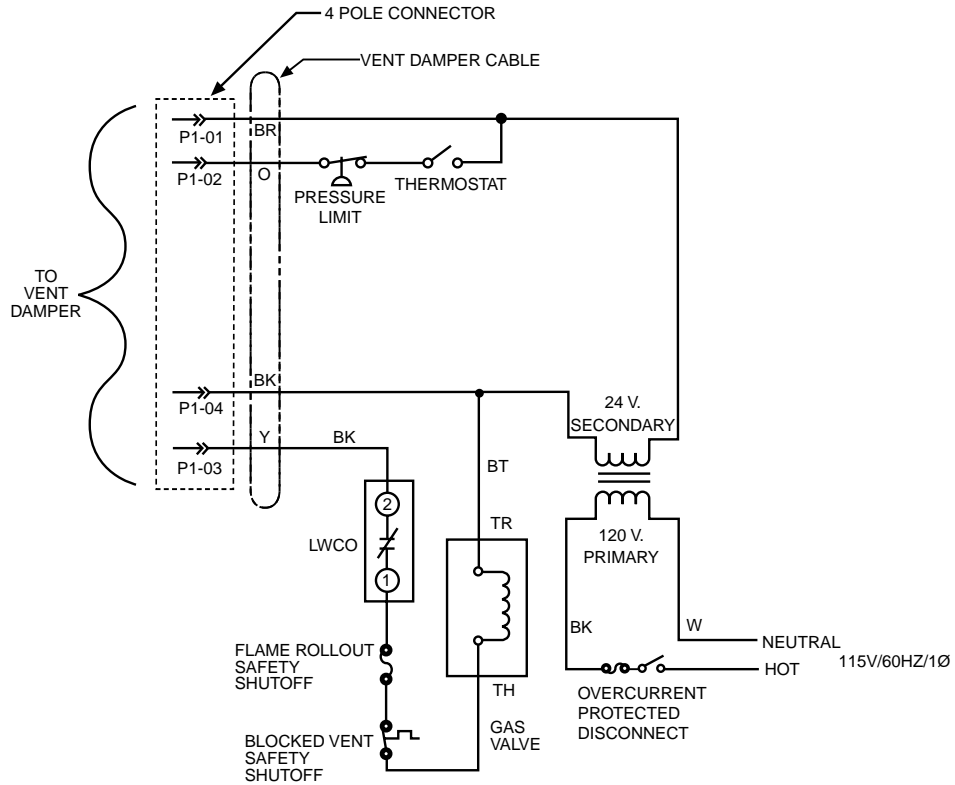 4 POLE CONNECTOR
VENT DAMPER CABLE
P1-01
BR
P1-02
O
PRESSURE
LIMIT
THERMOSTAT
TO
VENT
DAMPER
P1-04
BK
24 V.
SECONDARY
P1-03
Y
BK
BT
2
LWCO
1
TR
120 V.
PRIMARY
BK
W
NEUTRAL
HOT
115V/60HZ/1Ø
FLAME ROLLOUT
SAFETY
SHUTOFF
TH
OVERCURRENT
PROTECTED
DISCONNECT
GAS
VALVE
BLOCKED VENT
SAFETY
SHUTOFF